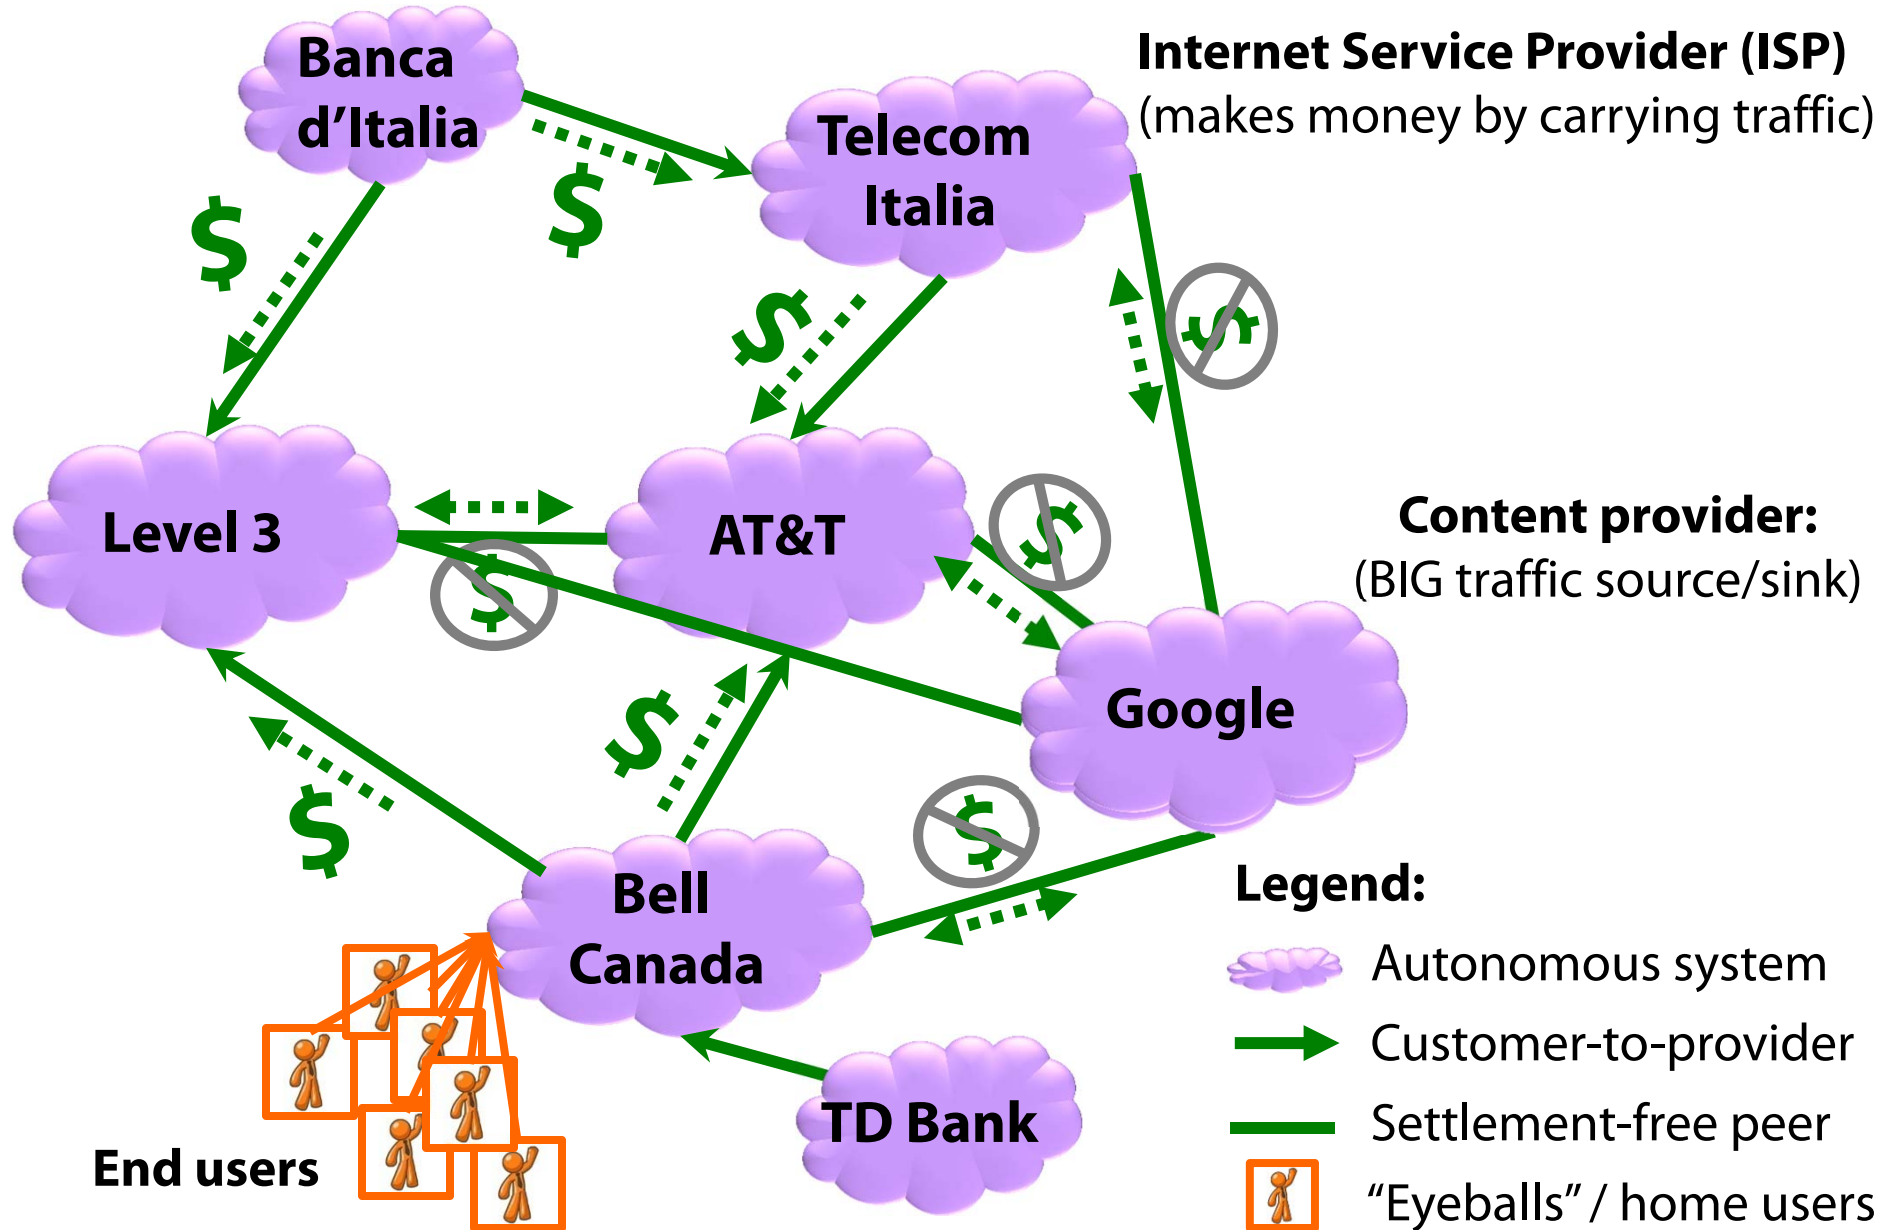 Banca
d’Italia
Telecom
Italia
Internet Service Provider (ISP)
(makes money by carrying traffic)
$
$
$
$
Level 3
AT&T
$
$
Content provider:
(BIG traffic source/sink)
Google
$
$
$
Bell
Canada
TD Bank
End users
Legend:
Autonomous system
Customer-to-provider
Settlement-free peer
“Eyeballs” / home users